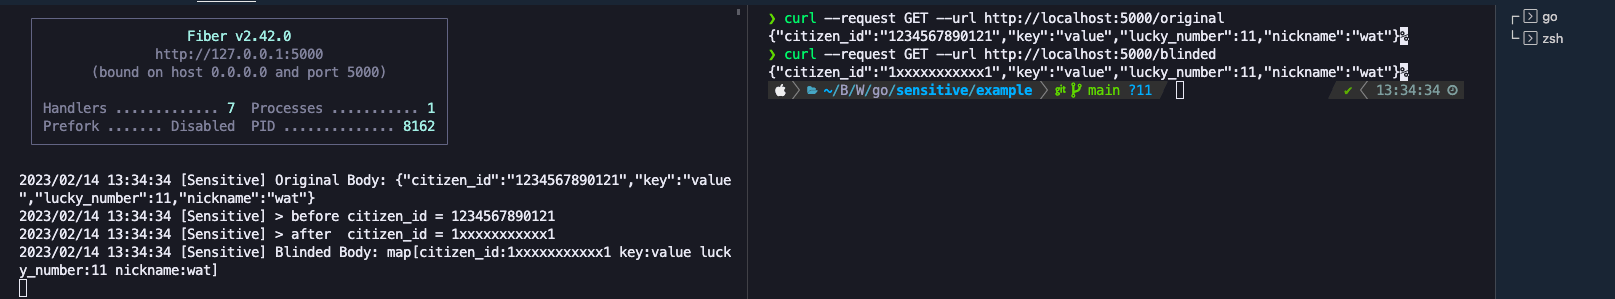 Fiber v2.42.0
http://127.0.0.1:5000
(bound on host 0.0.0.0 and port 5000)
Handlers ............. 7  Processes ........... 1
Prefork ....... Disabled  PID .............. 8162
2023/02/14 13:34:34 [Sensitive] Original Body: {"citizen_id":"1234567890121","key":"value
","lucky_number":11,"nickname":"wat"}
2023/02/14 13:34:34 [Sensitive] > before citizen_id = 1234567890121
2023/02/14 13:34:34 [Sensitive] > after  citizen_id = 1xxxxxxxxxxx1
2023/02/14 13:34:34 [Sensitive] Blinded Body: map[citizen_id:1xxxxxxxxxxx1 key:value luck
y_number:11 nickname:wat]
❯ curl --request GET --url http://localhost:5000/original
{"citizen_id":"1234567890121","key":"value","lucky_number":11,"nickname":"wat"}%
❯ curl --request GET --url http://localhost:5000/blinded
{"citizen_id":"1xxxxxxxxxxx1","key":"value","lucky_number":11,"nickname":"wat"}%
~/B/W/go/sensitive/example git main ?11 ✔ 13:34:34
go
zsh